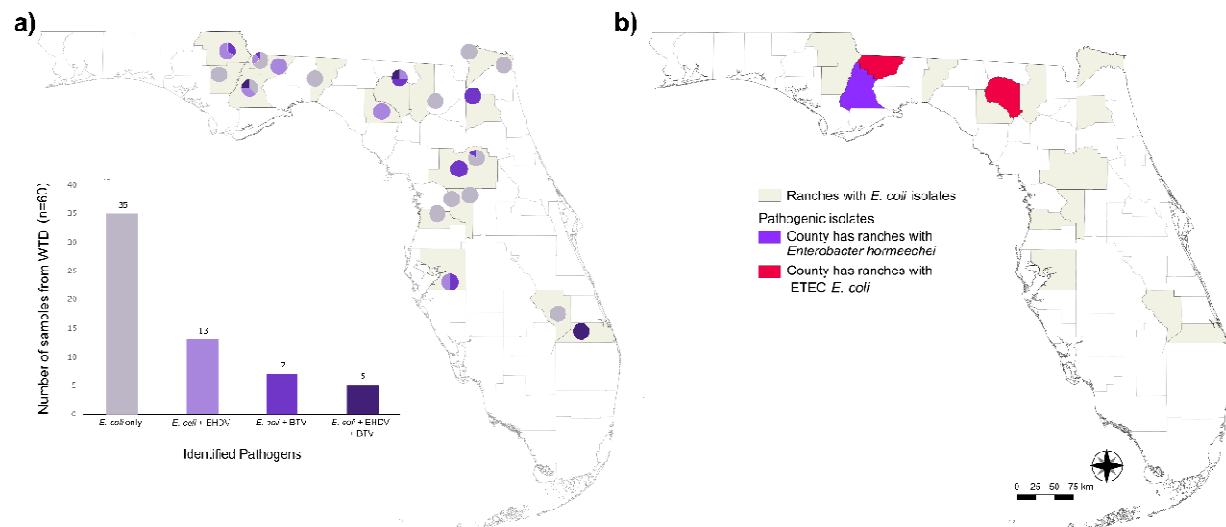 a)
Number of samples from WTD (n=60)
40
35
30
25
20
15
10
5
0
35
13
7
5
E. coli only
E. coli + EHDV
E. coli + BTV
E. coli + EHDV
+ BTV
Identified Pathogens
b)
Ranches with E. coli isolates
Pathogenic isolates
County has ranches with
Enterobacter hormeechei
County has ranches with
ETEC E. coli
0 25 50 75 km